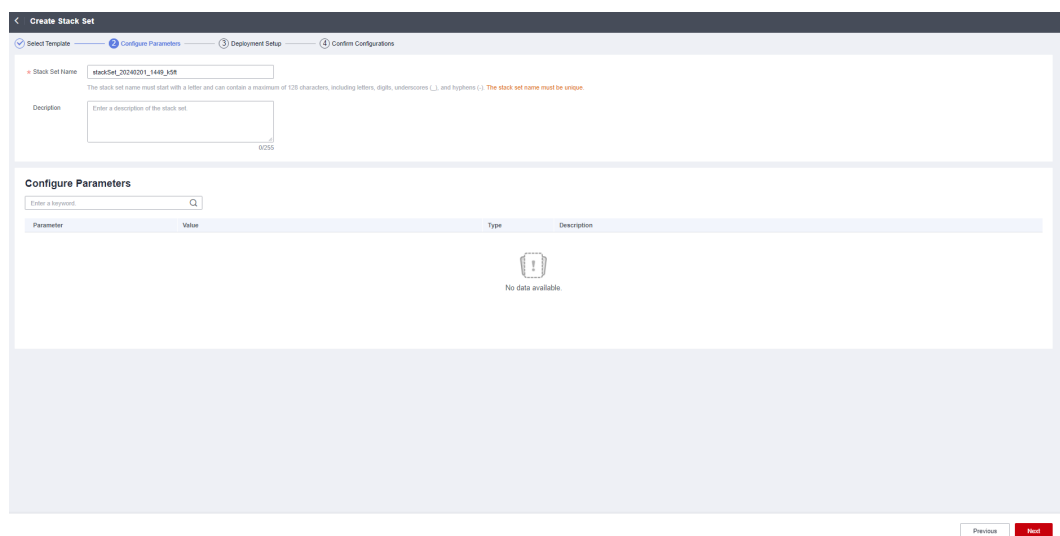 Create Stack Set
Select Template 2 Configure Parameters 3 Deployment Setup 4 Confirm Configurations
* Stack Set Name stackSet_20240201_1449_k5ft
The stack set name must start with a letter and can contain a maximum of 128 characters, including letters, digits, underscores (_), and hyphens (-). The stack set name must be unique.
Decription Enter a description of the stack set.
0/255
Configure Parameters
Enter a keyword.
Parameter Value Type Description
No data available.
Previous Next